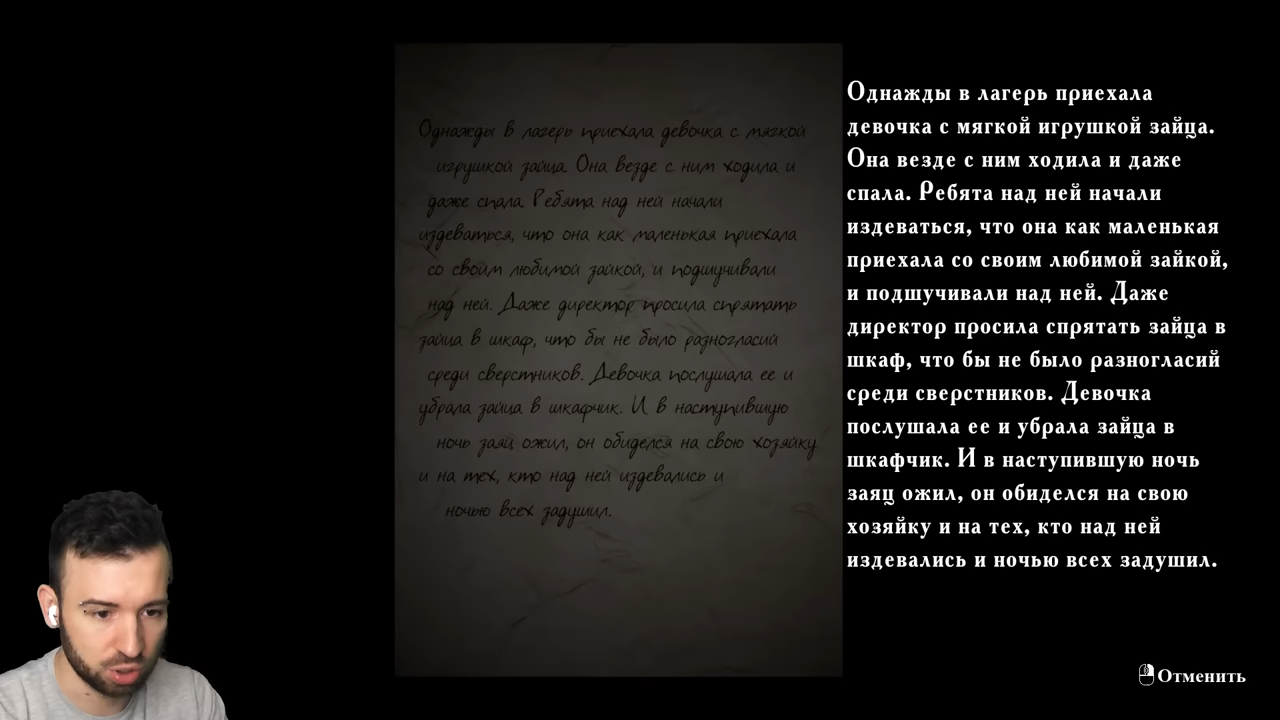 Однажды в лагерь приехала девочка с мягкой
игрушкой зайца. Она везде с ним ходила и
даже спала. Ребята над ней начали
издеваться, что она как маленькая приехала
со своим любимой зайкой, и подшучивали
над ней. Даже директор просила спрятать
зайца в шкаф, что бы не было разногласий
среди сверстников. Девочка послушала ее и
убрала зайца в шкафчик. И в наступившую
ночь заяц ожил, он обиделся на свою хозяйку
и на тех, кто над ней издевались и
ночью всех задушил.
Однажды в лагерь приехала
девочка с мягкой игрушкой зайца.
Она везде с ним ходила и даже
спала. Ребята над ней начали
издеваться, что она как маленькая
приехала со своим любимой зайкой,
и подшучивали над ней. Даже
директор просила спрятать зайца в
шкаф, что бы не было разногласий
среди сверстников. Девочка
послушала ее и убрала зайца в
шкафчик. И в наступившую ночь
заяц ожил, он обиделся на свою
хозяйку и на тех, кто над ней
издевались и ночью всех задушил.
Отменить